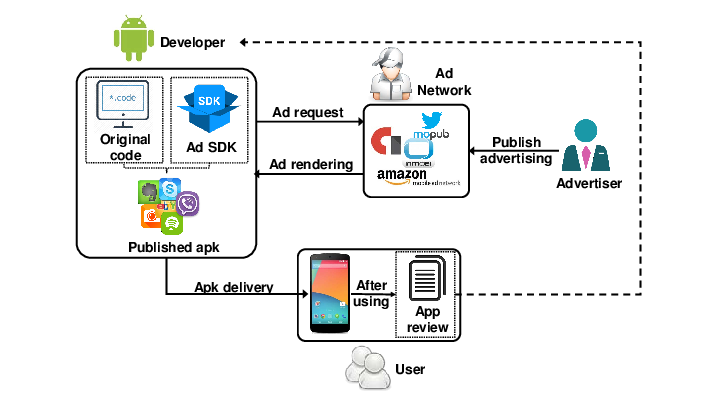 Developer
Ad
Network
*.code
SDK
Original
code
Ad SDK
Ad request
Ad rendering
mopub
inmobi
amazon
mobile ad network
Publish
advertising
Advertiser
Published apk
Apk delivery
After
using
App
review
User